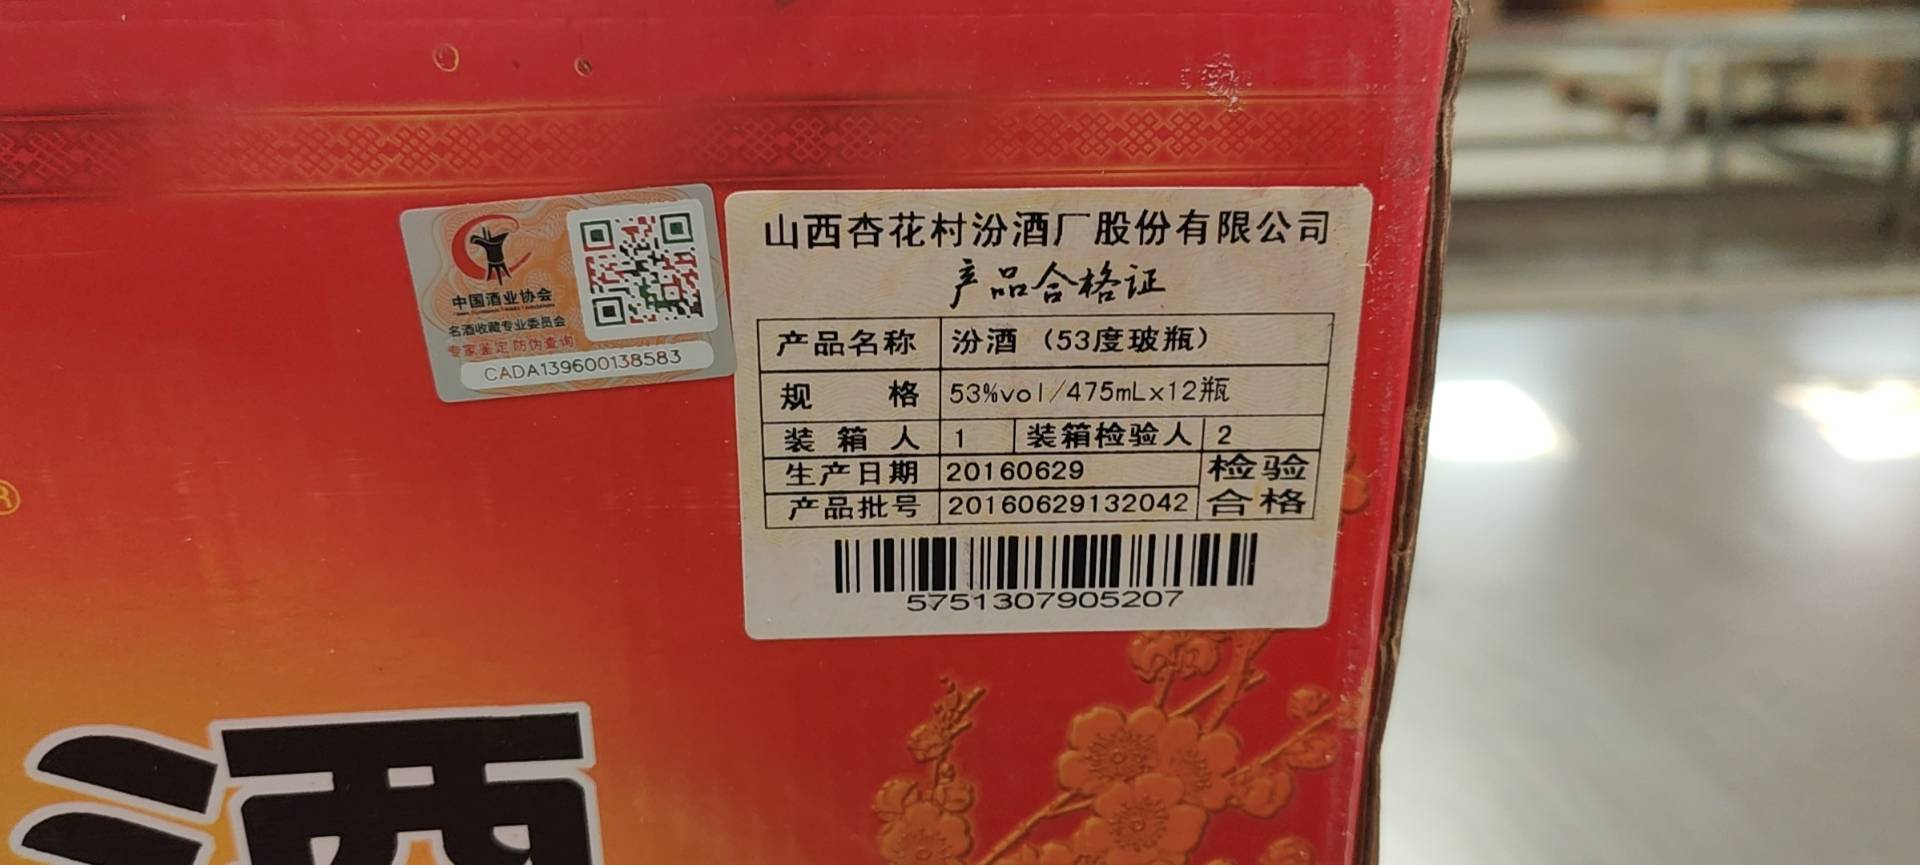 中国酒业协会
名酒收藏专业委员会
专家鉴定 防伪查询
CADA139600138583
山西杏花村汾酒厂股份有限公司
产品合格证
产品名称 汾酒（53度玻瓶）
规 格 53%vol/475mLx12瓶
装箱人 1 装箱检验人 2
生产日期 20160629 检验
产品批号 20160629132042 合格
5751307905207
®
酒